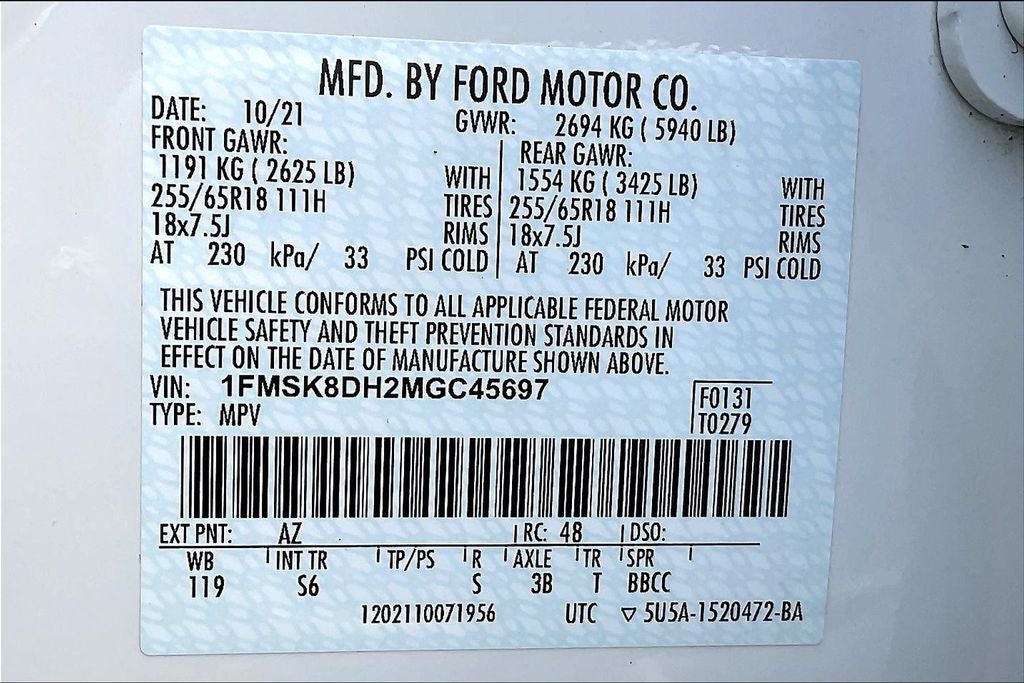 MFD. BY FORD MOTOR CO.
DATE: 10/21 GVWR: 2694 KG ( 5940 LB)
FRONT GAWR: REAR GAWR:
1191 KG ( 2625 LB) WITH 1554 KG ( 3425 LB) WITH
255/65R18 111H TIRES 255/65R18 111H TIRES
18x7.5J RIMS 18x7.5J RIMS
AT 230 kPa/ 33 PSI COLD AT 230 kPa/ 33 PSI COLD
THIS VEHICLE CONFORMS TO ALL APPLICABLE FEDERAL MOTOR
VEHICLE SAFETY AND THEFT PREVENTION STANDARDS IN
EFFECT ON THE DATE OF MANUFACTURE SHOWN ABOVE.
VIN: 1FMSK8DH2MGC45697
TYPE: MPV
F0131
T0279
EXT PNT: AZ RC: 48 DSO:
WB INT TR TP/PS R AXLE TR SPR
119 S6 S 3B T BBCC
1202110071956 UTC ▽ 5U5A-1520472-BA